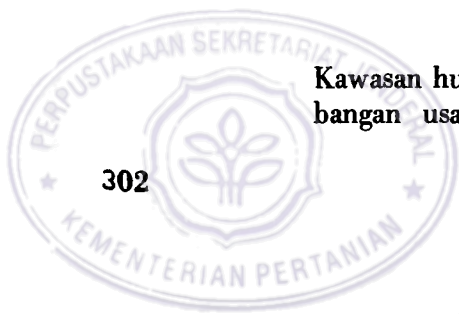 Kawasan hu
bangan usa
302
PERPUSTAKAAN SEKRETARIAT JENDERAL
KEMENTERIAN PERTANIAN